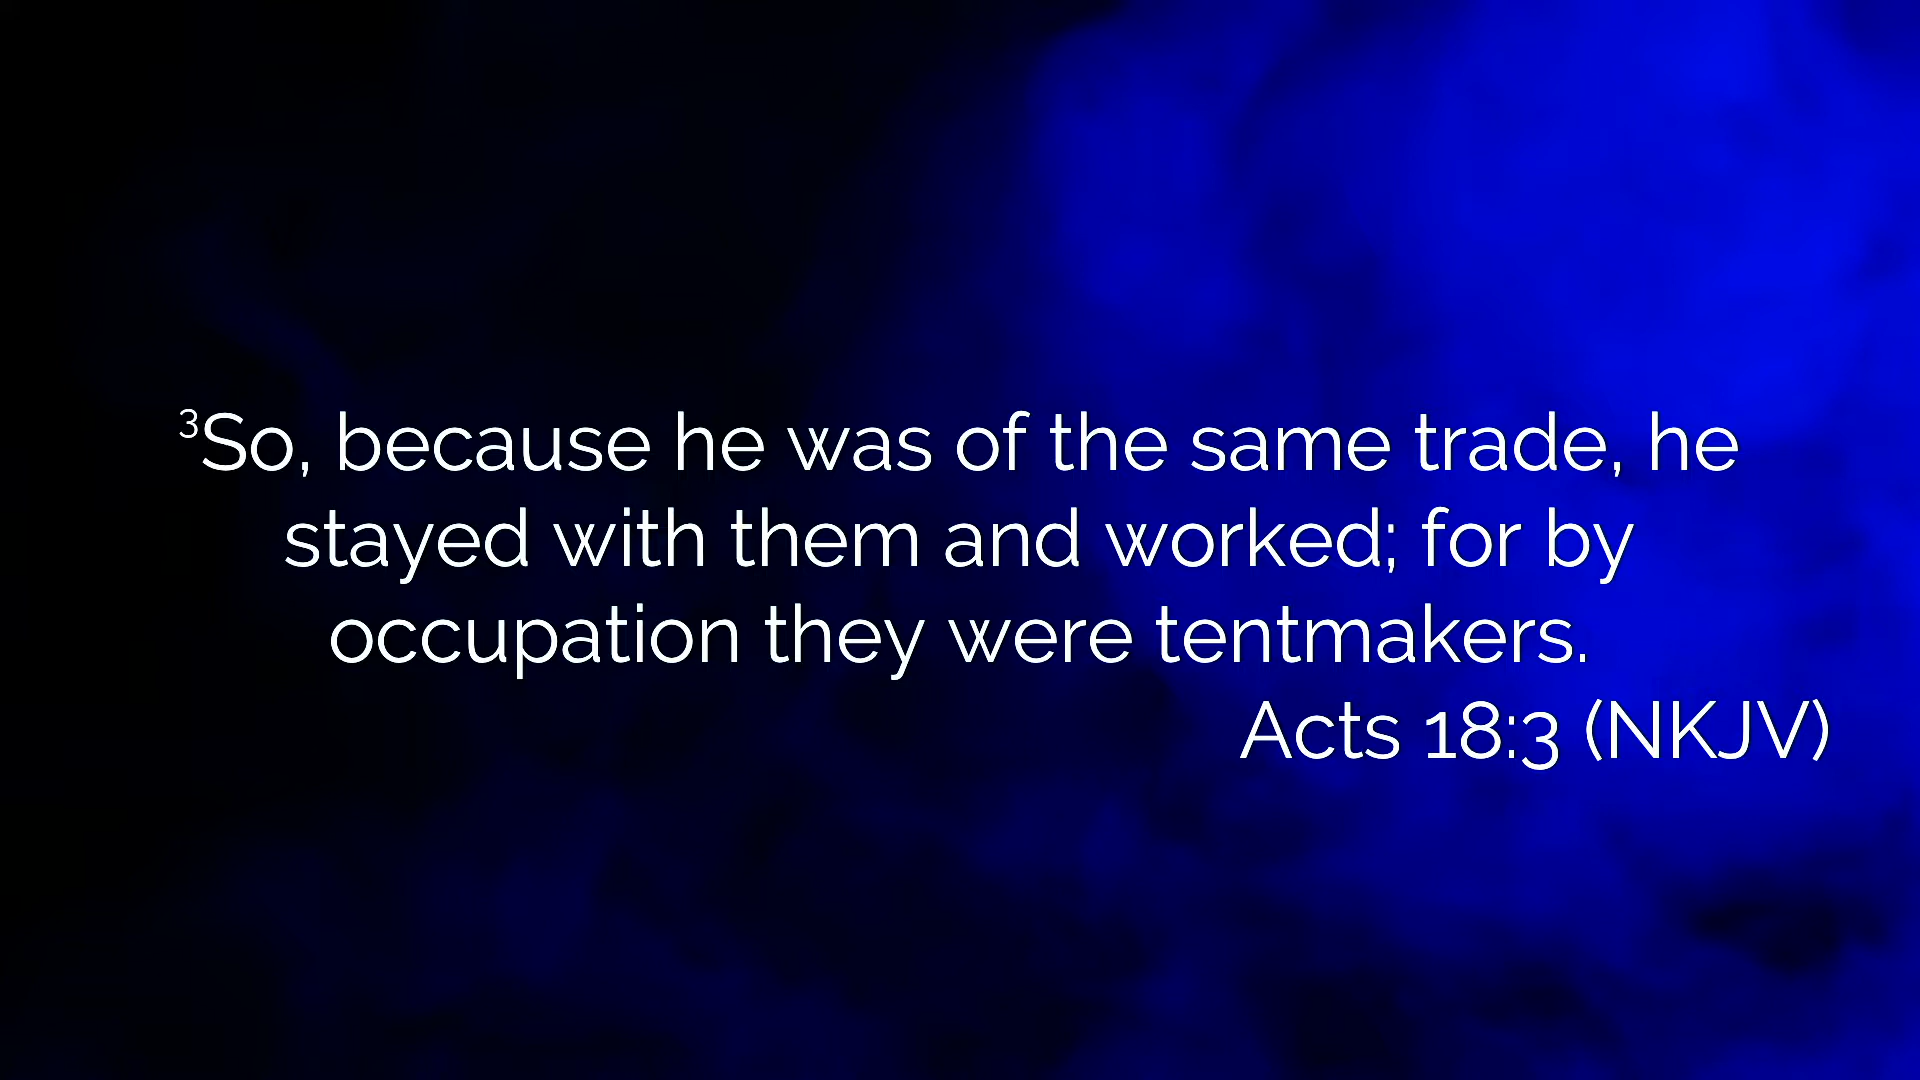 ³So, because he was of the same trade, he
stayed with them and worked; for by
occupation they were tentmakers.
Acts 18:3 (NKJV)